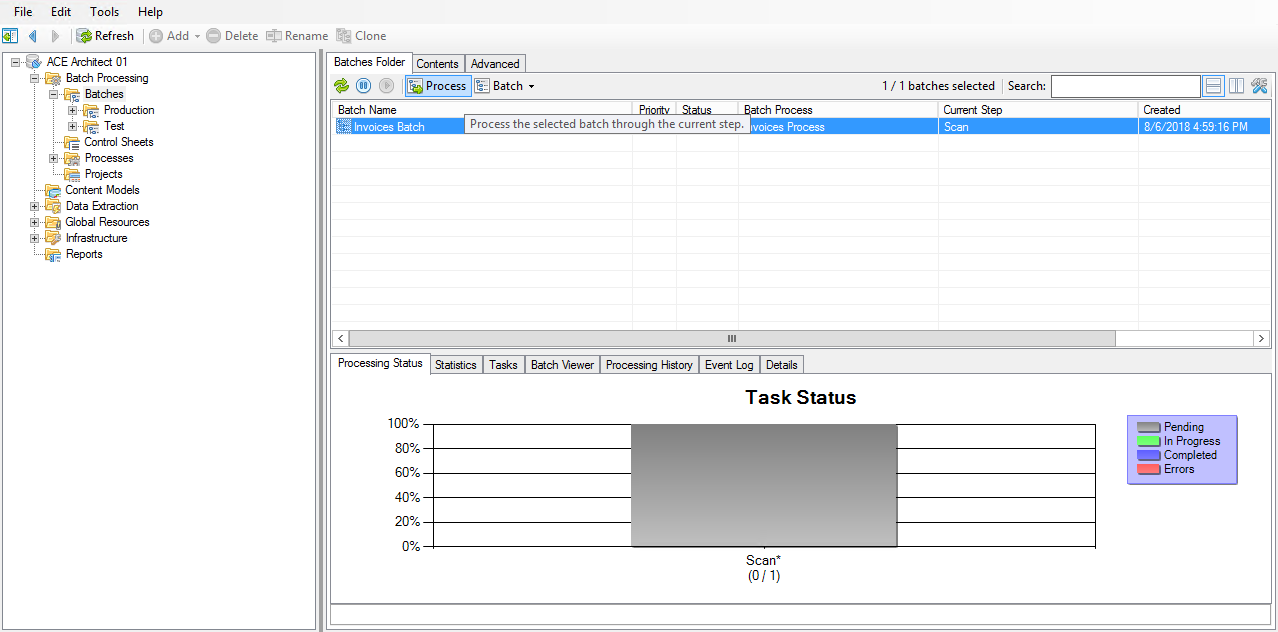 File Edit Tools Help
Refresh Add Delete Rename Clone
ACE Architect 01
Batch Processing
Batches
Production
Test
Control Sheets
Processes
Projects
Content Models
Data Extraction
Global Resources
Infrastructure
Reports
Batches Folder Contents Advanced
Process Batch 1 / 1 batches selected Search:
Batch Name Priority Status Batch Process Current Step Created
Invoices Batch Process the selected batch through the current step. voices Process Scan 8/6/2018 4:59:16 PM
Processing Status Statistics Tasks Batch Viewer Processing History Event Log Details
Task Status
100%
80%
60%
40%
20%
0%
Scan*
(0 / 1)
Pending
In Progress
Completed
Errors